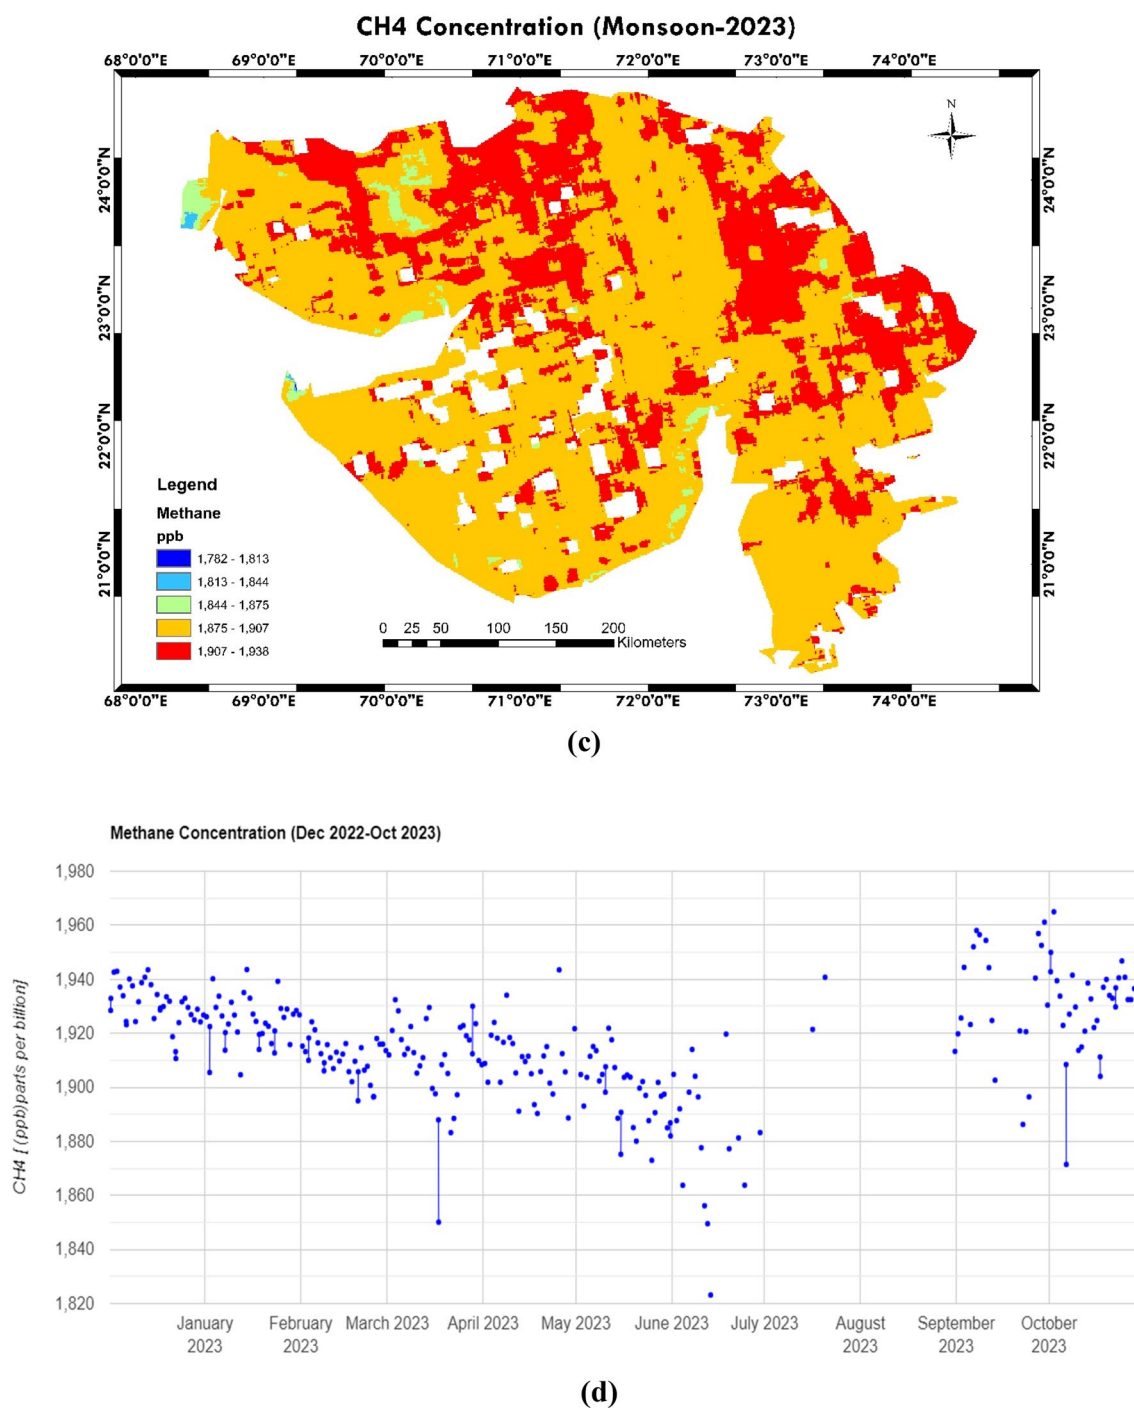 CH4 Concentration (Monsoon-2023)
68°0'0"E 69°0'0"E 70°0'0"E 71°0'0"E 72°0'0"E 73°0'0"E 74°0'0"E
N
24°0'0"N 24°0'0"N
23°0'0"N 23°0'0"N
22°0'0"N 22°0'0"N
21°0'0"N 21°0'0"N
Legend
Methane
ppb
1,782 - 1,813
1,813 - 1,844
1,844 - 1,875
1,875 - 1,907
1,907 - 1,938
0 25 50 100 150 200
Kilometers
68°0'0"E 69°0'0"E 70°0'0"E 71°0'0"E 72°0'0"E 73°0'0"E 74°0'0"E
(c)
Methane Concentration (Dec 2022-Oct 2023)
1,980
1,960
1,940
1,920
1,900
1,880
1,860
1,840
1,820
CH4 [(ppb)parts per billion]
January 2023
February 2023
March 2023
April 2023
May 2023
June 2023
July 2023
August 2023
September 2023
October 2023
(d)